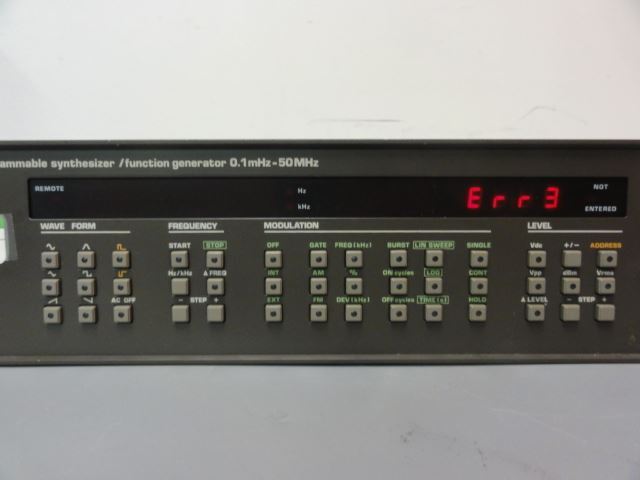 ammable synthesizer /function generator 0.1mHz-50MHz
REMOTE Hz kHz Err3 NOT ENTERED
WAVE FORM FREQUENCY MODULATION LEVEL
START STOP OFF GATE FREQ(kHz) BURST LIN SWEEP SINGLE Vdc +/- ADDRESS
Hz/kHz Δ FREQ INT AM % ON cycles LOG CONT Vpp dBm Vrms
AC OFF - STEP + EXT FM DEV(kHz) OFF cycles TIME(s) HOLD Δ LEVEL - STEP +